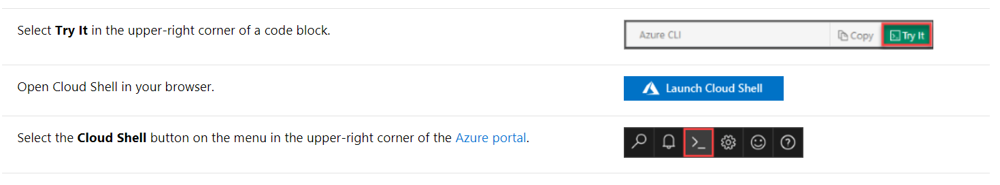 Select Try It in the upper-right corner of a code block.
Azure CLI Copy Try It
Open Cloud Shell in your browser.
Launch Cloud Shell
Select the Cloud Shell button on the menu in the upper-right corner of the Azure portal.